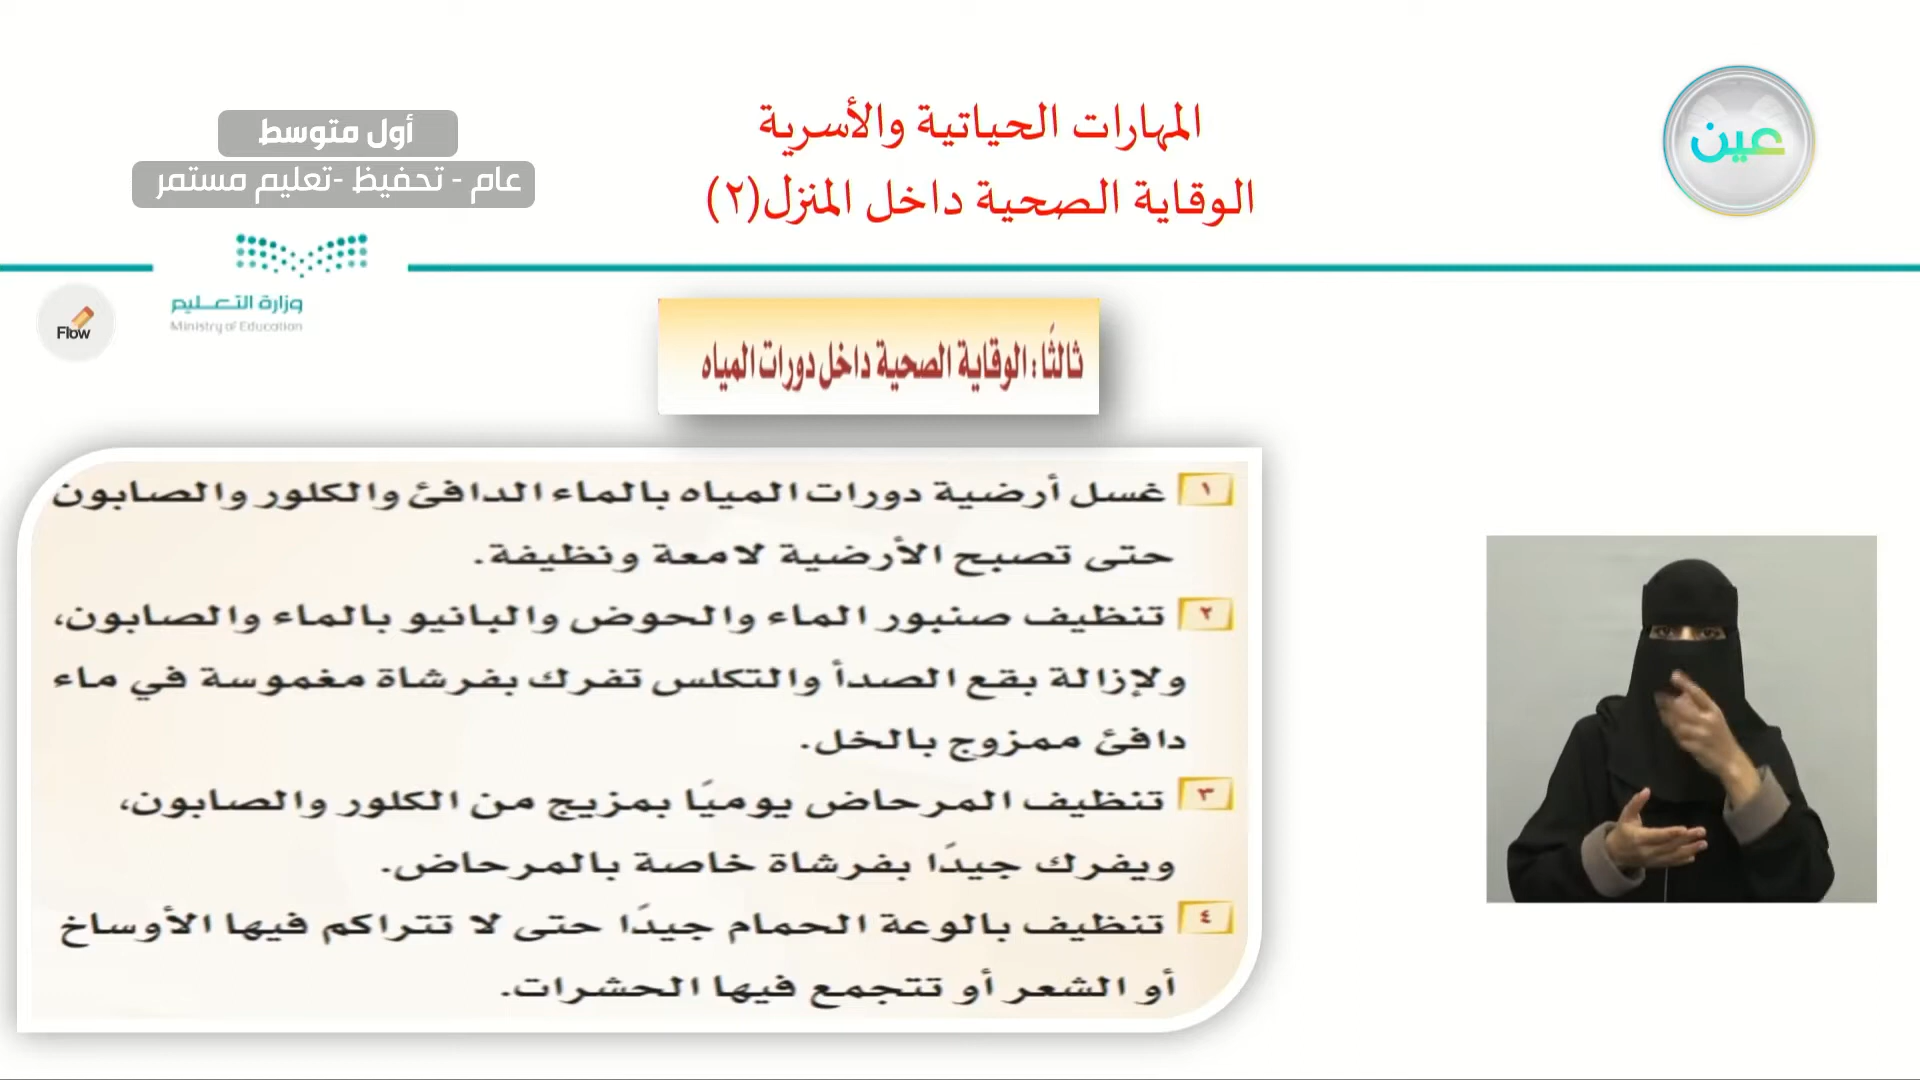 المهارات الحياتية والأسرية
الوقاية الصحية داخل المنزل(٢)
عين
أول متوسط
عام - تحفيظ -تعليم مستمر
وزارة التعليم
Ministry of Education
Flow
ثالثًا : الوقاية الصحية داخل دورات المياه
١ غسل أرضية دورات المياه بالماء الدافئ والكلور والصابون
حتى تصبح الأرضية لامعة ونظيفة.
٢ تنظيف صنبور الماء والحوض والبانيو بالماء والصابون،
ولإزالة بقع الصدأ والتكلس تفرك بفرشاة مغموسة في ماء
دافئ ممزوج بالخل.
٣ تنظيف المرحاض يوميًا بمزيج من الكلور والصابون،
ويفرك جيدًا بفرشاة خاصة بالمرحاض.
٤ تنظيف بالوعة الحمام جيدًا حتى لا تتراكم فيها الأوساخ
أو الشعر أو تتجمع فيها الحشرات.